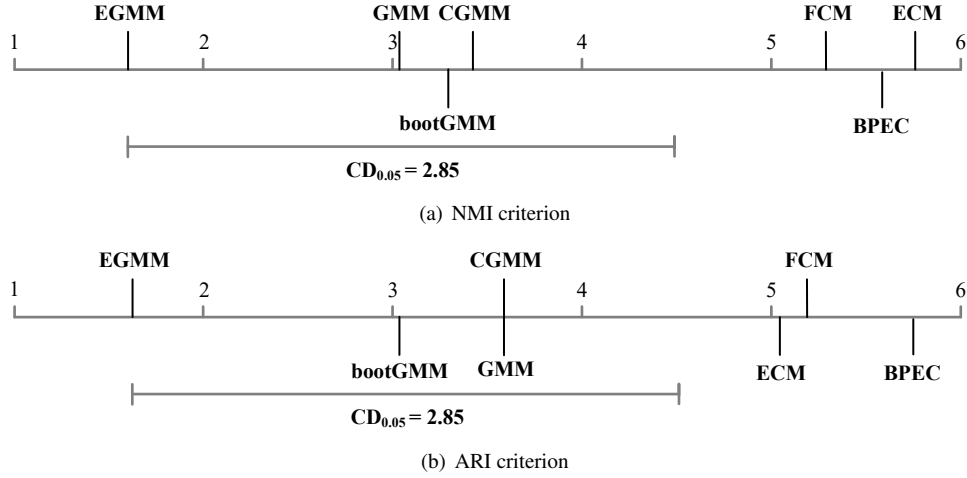 EGMM GMM CGMM FCM ECM
1 2 3 4 5 6
bootGMM BPEC
CD0.05 = 2.85
(a) NMI criterion
EGMM CGMM FCM
1 2 3 4 5 6
bootGMM GMM ECM BPEC
CD0.05 = 2.85
(b) ARI criterion